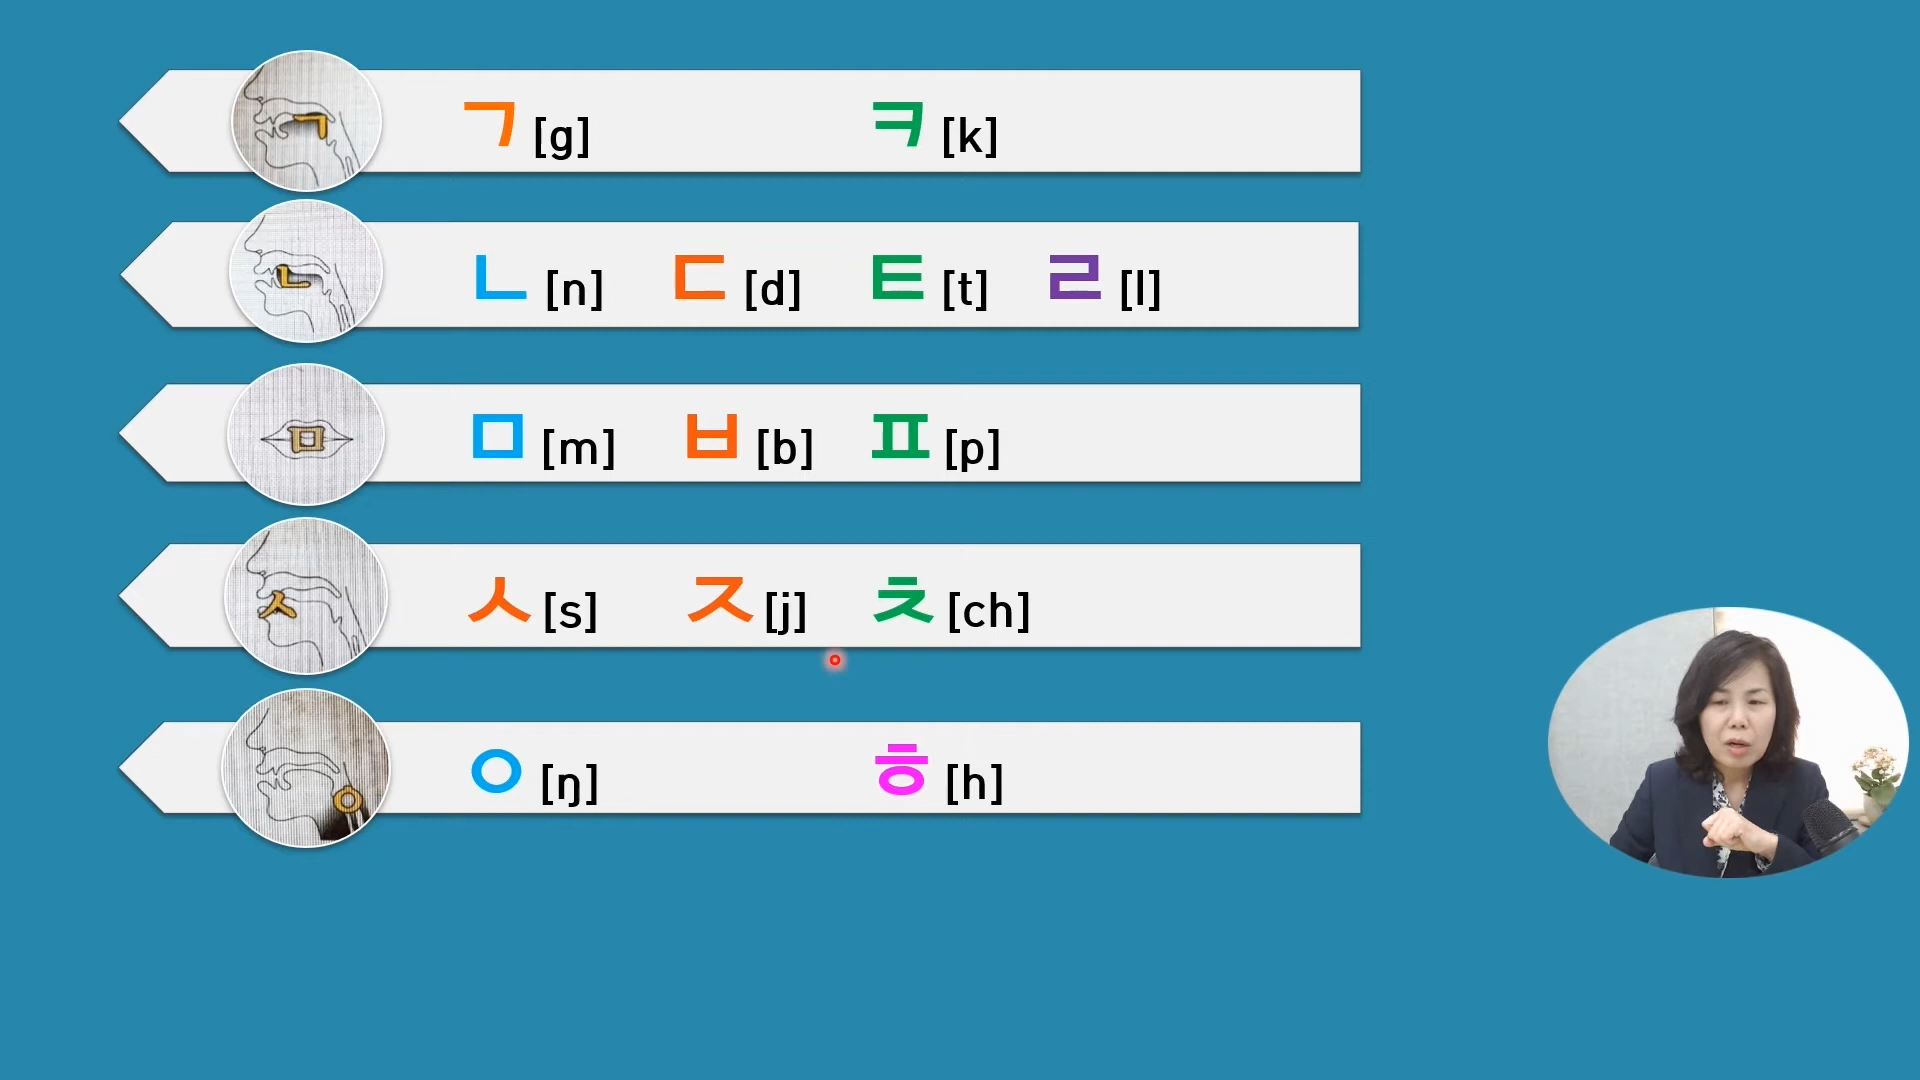 ㄱ [g] ㅋ [k]
ㄴ [n] ㄷ [d] ㅌ [t] ㄹ [l]
ㅁ [m] ㅂ [b] ㅍ [p]
ㅅ [s] ㅈ [j] ㅊ [ch]
ㅇ [ŋ] ㅎ [h]